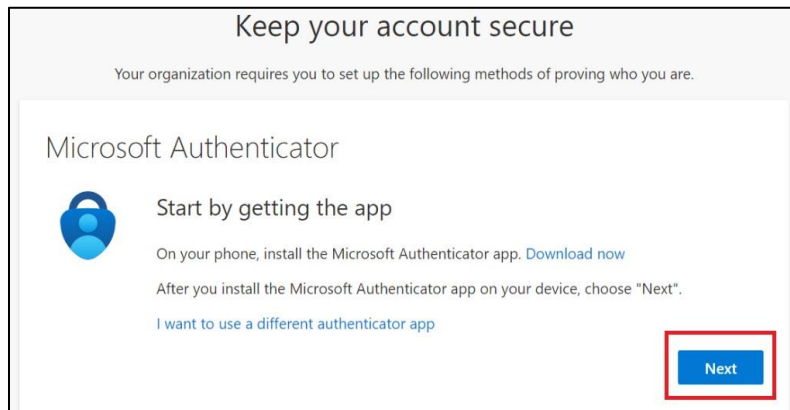 Keep your account secure
Your organization requires you to set up the following methods of proving who you are.
Microsoft Authenticator
Start by getting the app
On your phone, install the Microsoft Authenticator app. Download now
After you install the Microsoft Authenticator app on your device, choose "Next".
I want to use a different authenticator app
Next